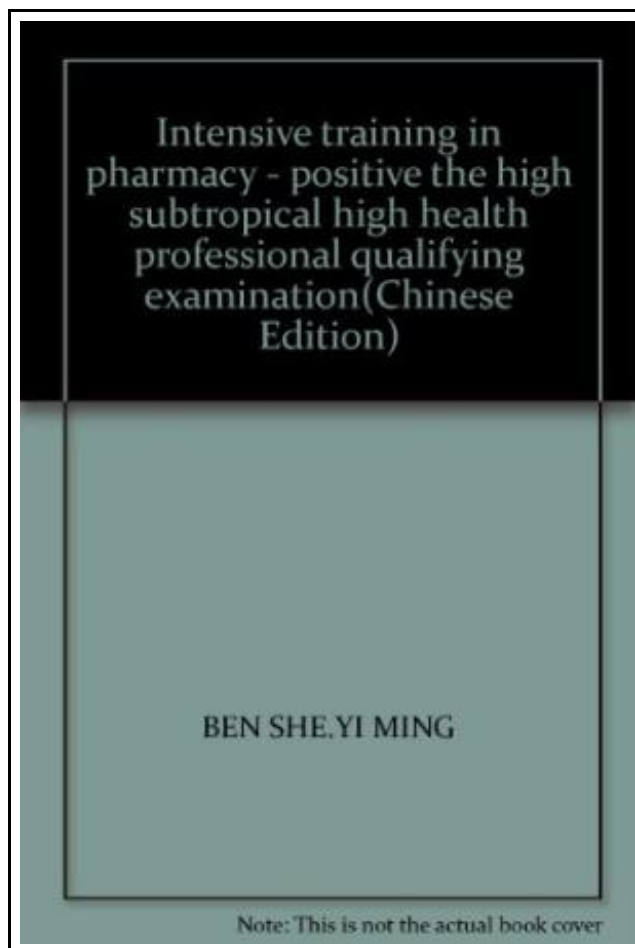 Intensive training in
pharmacy - positive the high
subtropical high health
professional qualifying
examination(Chinese
Edition)
BEN SHE.YI MING
Note: This is not the actual book cover